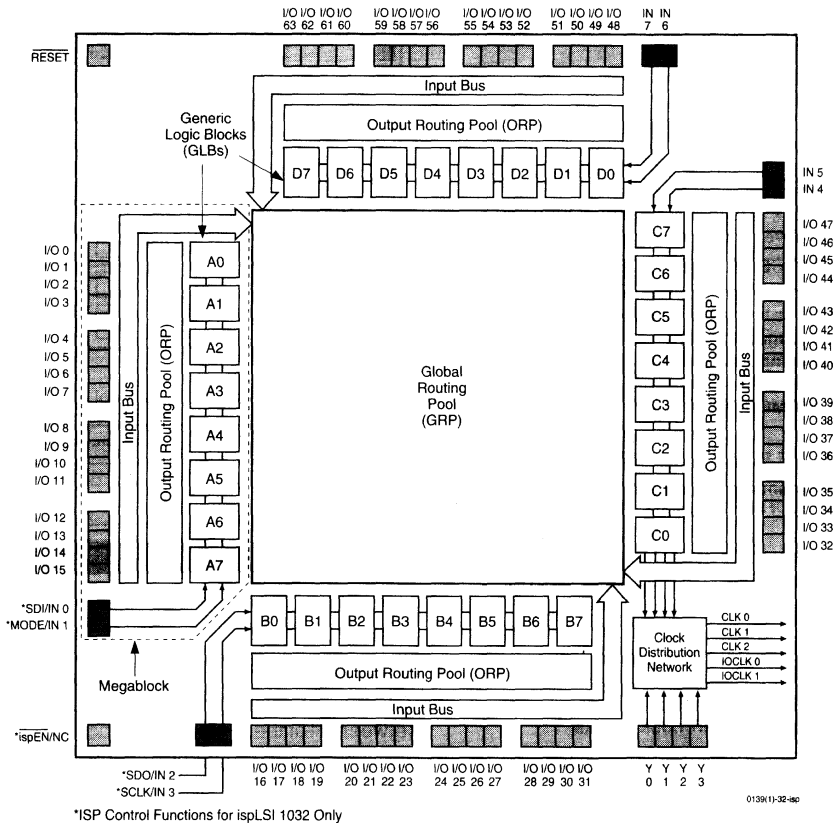 I/O I/O I/O I/O
63 62 61 60
I/O I/O I/O I/O
59 58 57 56
I/O I/O I/O I/O
55 54 53 52
I/O I/O I/O I/O
51 50 49 48
IN IN
7 6
RESET
Input Bus
Output Routing Pool (ORP)
Generic
Logic Blocks
(GLBs)
D7 D6 D5 D4 D3 D2 D1 D0
IN 5
IN 4
I/O 0
I/O 1
I/O 2
I/O 3
I/O 4
I/O 5
I/O 6
I/O 7
I/O 8
I/O 9
I/O 10
I/O 11
I/O 12
I/O 13
I/O 14
I/O 15
Input Bus
Output Routing Pool (ORP)
A0
A1
A2
A3
A4
A5
A6
A7
Global
Routing
Pool
(GRP)
C7
C6
C5
C4
C3
C2
C1
C0
Output Routing Pool (ORP)
Input Bus
I/O 47
I/O 46
I/O 45
I/O 44
I/O 43
I/O 42
I/O 41
I/O 40
I/O 39
I/O 38
I/O 37
I/O 36
I/O 35
I/O 34
I/O 33
I/O 32
*SDI/IN 0
*MODE/IN 1
Megablock
B0 B1 B2 B3 B4 B5 B6 B7
Output Routing Pool (ORP)
Input Bus
Clock
Distribution
Network
CLK 0
CLK 1
CLK 2
IOCLK 0
IOCLK 1
*ispEN/NC
*SDO/IN 2
*SCLK/IN 3
I/O I/O I/O I/O
16 17 18 19
I/O I/O I/O I/O
20 21 22 23
I/O I/O I/O I/O
24 25 26 27
I/O I/O I/O I/O
28 29 30 31
Y Y Y Y
0 1 2 3
0139(1)-32-isp
*ISP Control Functions for ispLSI 1032 Only